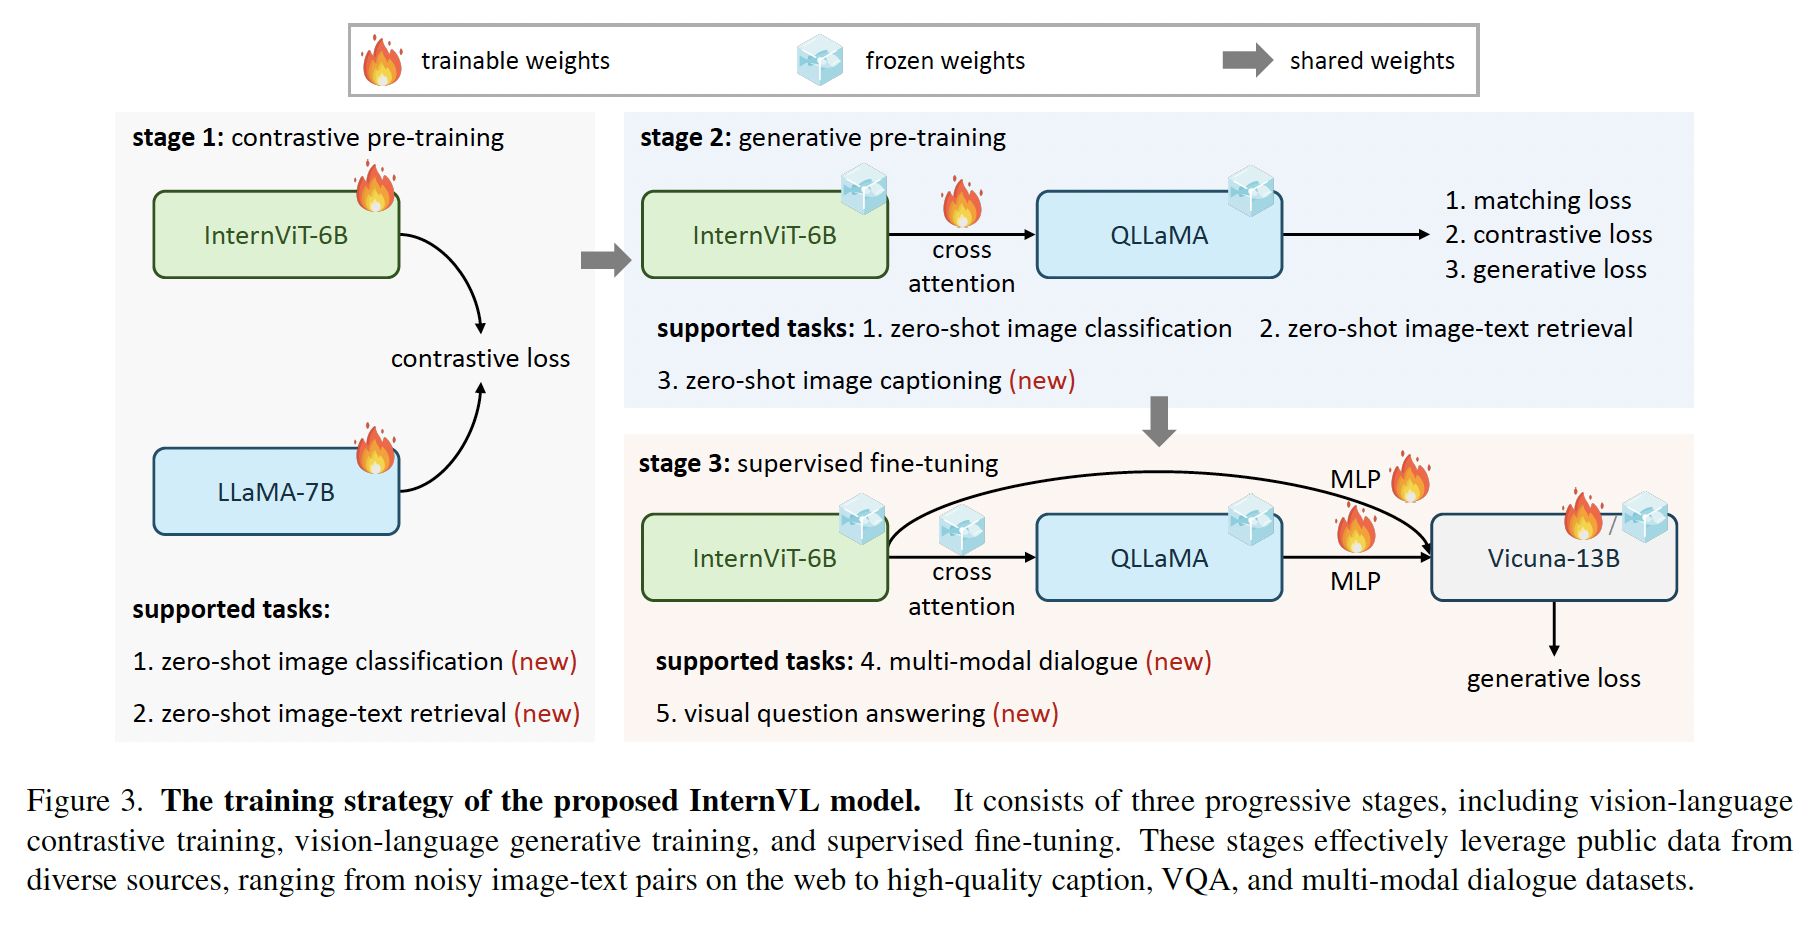 trainable weights
frozen weights
shared weights
stage 1: contrastive pre-training
InternViT-6B
contrastive loss
LLaMA-7B
supported tasks:
1. zero-shot image classification (new)
2. zero-shot image-text retrieval (new)
stage 2: generative pre-training
InternViT-6B
cross
attention
QLLaMA
1. matching loss
2. contrastive loss
3. generative loss
supported tasks: 1. zero-shot image classification 2. zero-shot image-text retrieval
3. zero-shot image captioning (new)
stage 3: supervised fine-tuning
MLP
InternViT-6B
cross
attention
QLLaMA
MLP
/
Vicuna-13B
generative loss
supported tasks: 4. multi-modal dialogue (new)
5. visual question answering (new)
Figure 3. The training strategy of the proposed InternVL model. It consists of three progressive stages, including vision-language
contrastive training, vision-language generative training, and supervised fine-tuning. These stages effectively leverage public data from
diverse sources, ranging from noisy image-text pairs on the web to high-quality caption, VQA, and multi-modal dialogue datasets.